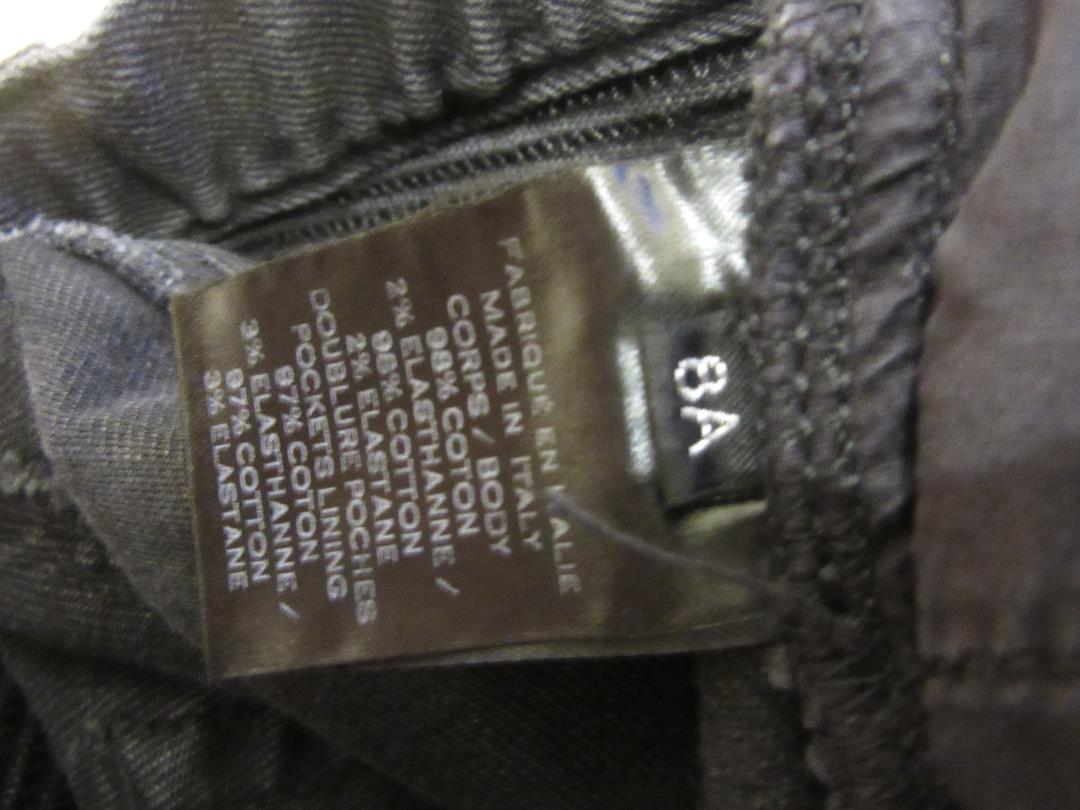 8A
FABRIQUÉ EN ITALIE
MADE IN ITALY
CORPS / BODY
98% COTON
2% ELASTHANNE /
98% COTTON
2% ELASTANE
DOUBLURE POCHES
POCKETS LINING
97% COTON
3% ELASTHANNE /
97% COTTON
3% ELASTANE